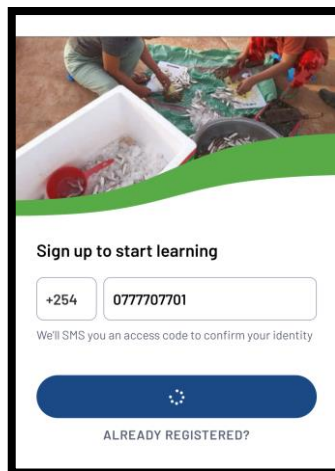 Sign up to start learning
+254 0777707701
We'll SMS you an access code to confirm your identity
ALREADY REGISTERED?